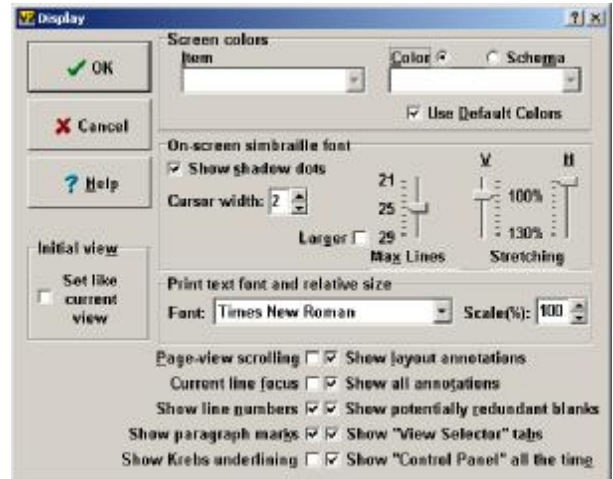 Display
OK
Cancel
Help
Initial view
Set like
current
view
Screen colors
Item
Color
Schema
Use Default Colors
On-screen simbraille font
Show shadow dots
Cursor width: 2
Larger
21
25
29
Max Lines
V
H
100%
130%
Stretching
Print text font and relative size
Font: Times New Roman
Scale(%): 100
Page-view scrolling Show layout annotations
Current line focus Show all annotations
Show line numbers Show potentially redundant blanks
Show paragraph marks Show "View Selector" tabs
Show Krebs underlining Show "Control Panel" all the time